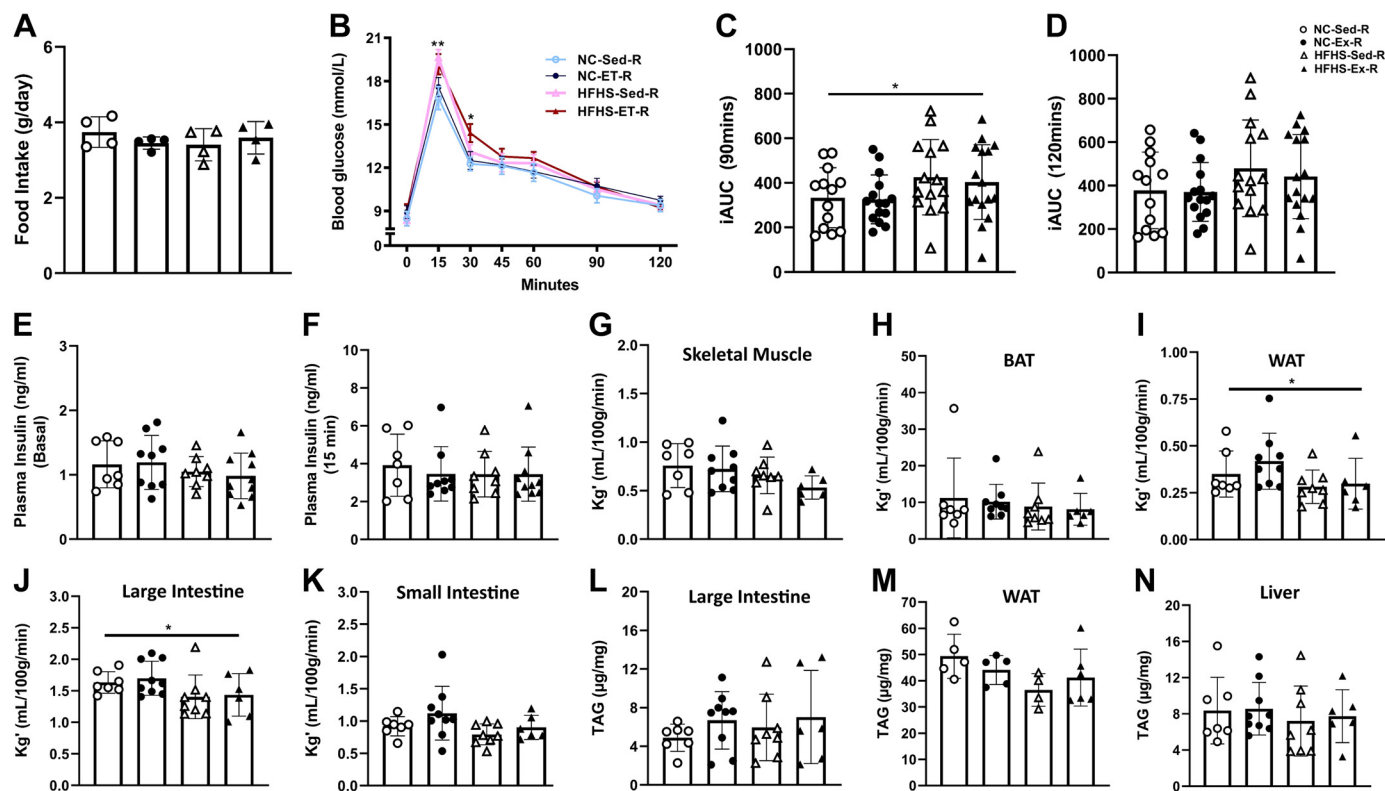 A
Food Intake (g/day)
6
4
2
0
B
Blood glucose (mmol/L)
21
18
15
12
9
0
**
*
NC-Sed-R
NC-ET-R
HFHS-Sed-R
HFHS-ET-R
0 15 30 45 60 90 120
Minutes
C
iAUC (90mins)
1000
800
600
400
200
0
*
D
iAUC (120mins)
1000
800
600
400
200
0
NC-Sed-R
NC-Ex-R
HFHS-Sed-R
HFHS-Ex-R
E
Plasma Insulin (ng/ml)
(Basal)
3
2
1
0
F
Plasma Insulin (ng/ml)
(15 min)
10
8
6
4
2
0
G
Skeletal Muscle
Kg' (mL/100g/min)
2.0
1.5
1.0
0.5
0.0
H
BAT
Kg' (mL/100g/min)
50
40
30
20
10
0
I
WAT
Kg' (mL/100g/min)
1.00
0.75
0.50
0.25
0.00
*
J
Large Intestine
Kg' (mL/100g/min)
3.0
2.5
2.0
1.5
1.0
0.5
0.0
*
K
Small Intestine
Kg' (mL/100g/min)
3.0
2.5
2.0
1.5
1.0
0.5
0.0
L
Large Intestine
TAG (µg/mg)
20
16
12
8
4
0
M
WAT
TAG (µg/mg)
70
60
50
40
30
20
10
0
N
Liver
TAG (µg/mg)
20
16
12
8
4
0